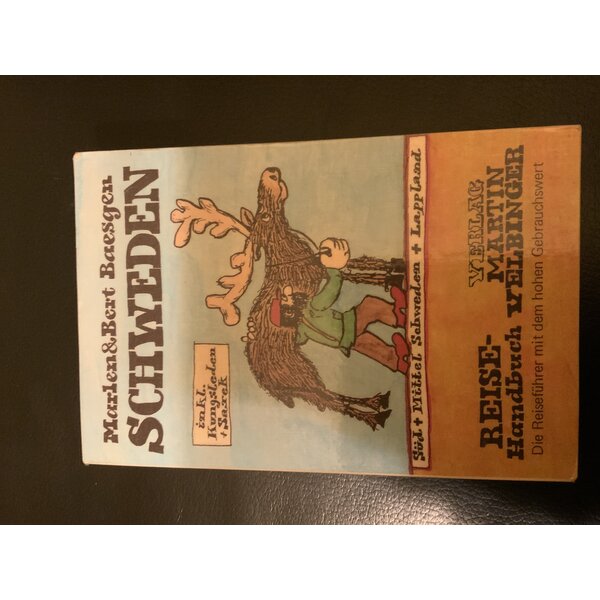 Marlen&Bert Baesgen
SCHWEDEN
inkl.
Kungsleden
+ Sarek
Süd + Mittel Schweden + Lappland
REISE-
Handbuch
VERLAG
MARTIN
VELBINGER
Die Reiseführer mit dem hohen Gebrauchswert